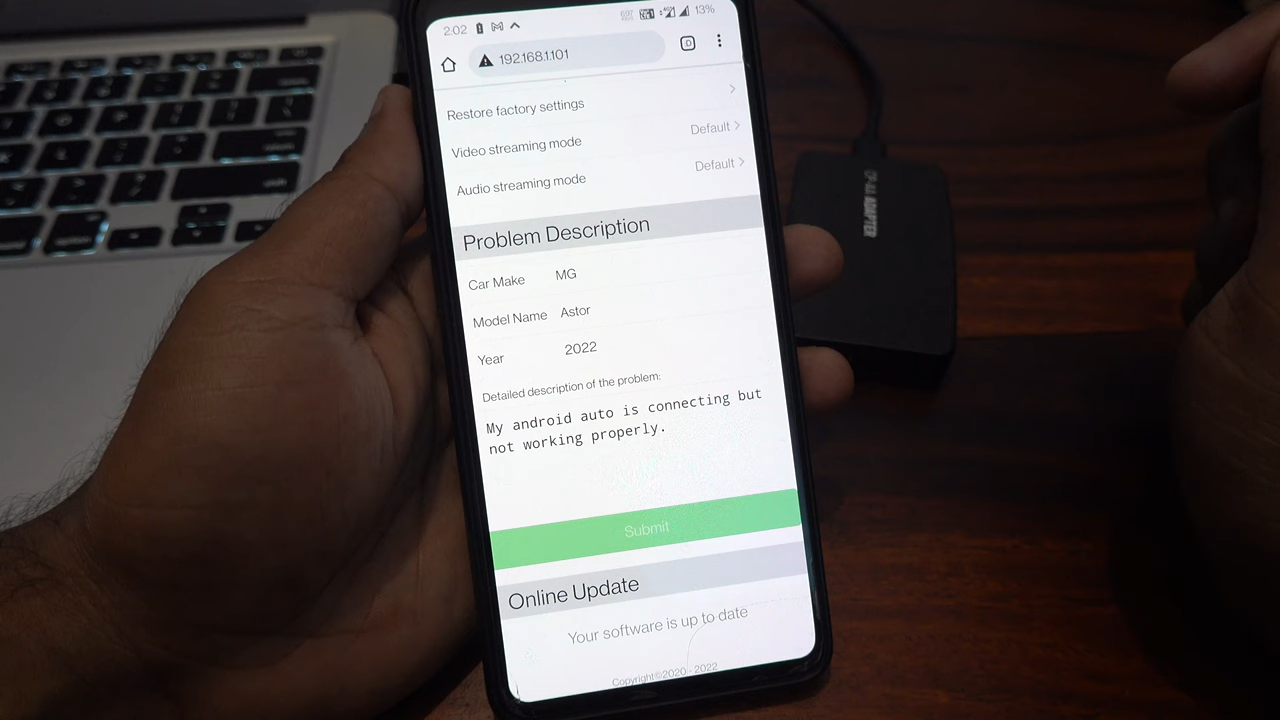 2.02
13%
192.168.1.101
Restore factory settings
Video streaming mode Default
Audio streaming mode Default
Problem Description
Car Make MG
Model Name Astor
Year 2022
Detailed description of the problem:
My android auto is connecting but
not working properly.
Submit
Online Update
Your software is up to date
Copyright©2020 - 2022
ADAPTER